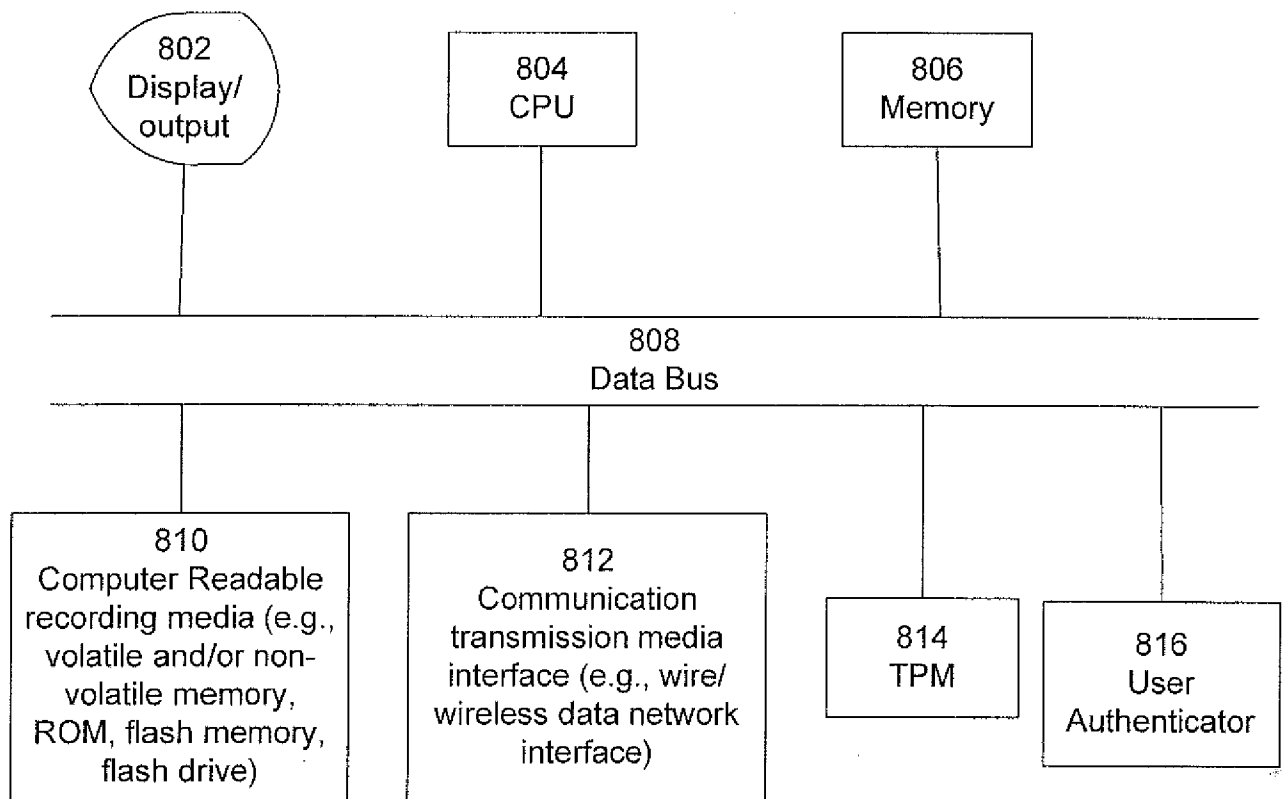 802
Display/
output
804
CPU
806
Memory
808
Data Bus
810
Computer Readable
recording media (e.g.,
volatile and/or non-
volatile memory,
ROM, flash memory,
flash drive)
812
Communication
transmission media
interface (e.g., wire/
wireless data network
interface)
814
TPM
816
User
Authenticator